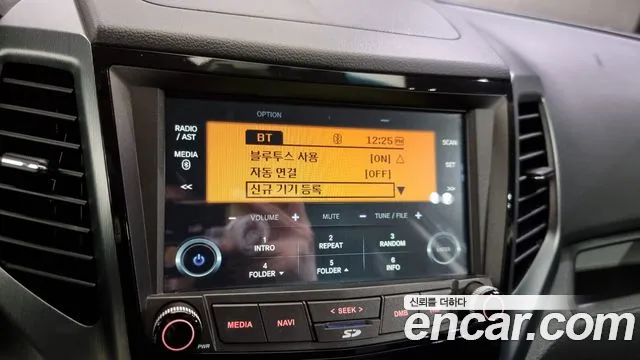 OPTION
RADIO / AST
MEDIA
<<
BT 12:25 PM
블루투스 사용 [ON] △
자동 연결 [OFF]
신규 기기 등록 ▼
SCAN
SET
>>
− VOLUME + MUTE − TUNE / FILE +
1 INTRO
2 REPEAT
3 RANDOM
4 FOLDER ▼
5 FOLDER ▲
6 INFO
ENTER
PWR
MEDIA
NAVI
< SEEK >
SD
DMB
신뢰를 더하다
encar.com